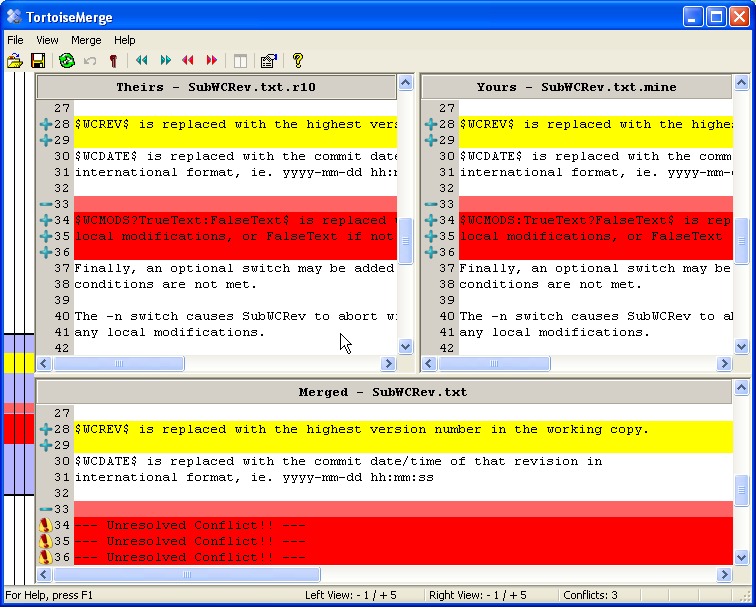 TortoiseMerge
File View Merge Help
Theirs - SubWCRev.txt.r10
27
28 $WCREV$ is replaced with the highest vers
29
30 $WCDATE$ is replaced with the commit date
31 international format, ie. yyyy-mm-dd hh:m
32
33
34 $WCMODS?TrueText:FalseText$ is replaced
35 local modifications, or FalseText if not
36
37 Finally, an optional switch may be added
38 conditions are not met.
39
40 The -n switch causes SubWCRev to abort wi
41 any local modifications.
42
Yours - SubWCRev.txt.mine
27
28 $WCREV$ is replaced with the highes
29
30 $WCDATE$ is replaced with the comm
31 international format, ie. yyyy-mm-d
32
33
34 $WCMODS:TrueText?FalseText$ is rep
35 local modifications, or FalseText
36
37 Finally, an optional switch may be
38 conditions are not met.
39
40 The -n switch causes SubWCRev to ab
41 any local modifications.
42
Merged - SubWCRev.txt
27
28 $WCREV$ is replaced with the highest version number in the working copy.
29
30 $WCDATE$ is replaced with the commit date/time of that revision in
31 international format, ie. yyyy-mm-dd hh:mm:ss
32
33
34 --- Unresolved Conflict!! ---
35 --- Unresolved Conflict!! ---
36 --- Unresolved Conflict!! ---
For Help, press F1 Left View: - 1 / + 5 Right View: - 1 / + 5 Conflicts: 3